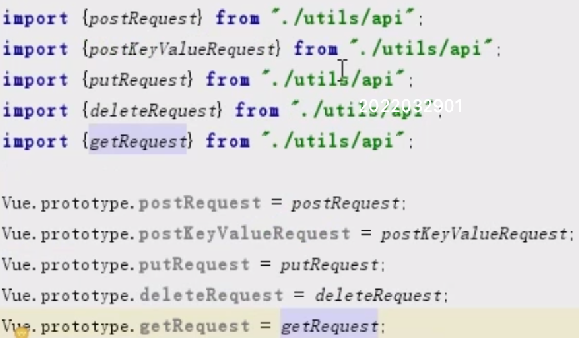 import {postRequest} from "./utils/api";
import {postKeyValueRequest} from "./utils/api";
import {putRequest} from "./utils/api";
import {deleteRequest} from "./utils/api";
2022032901
import {getRequest} from "./utils/api";
Vue.prototype.postRequest = postRequest;
Vue.prototype.postKeyValueRequest = postKeyValueRequest;
Vue.prototype.putRequest = putRequest;
Vue.prototype.deleteRequest = deleteRequest;
Vue.prototype.getRequest = getRequest;